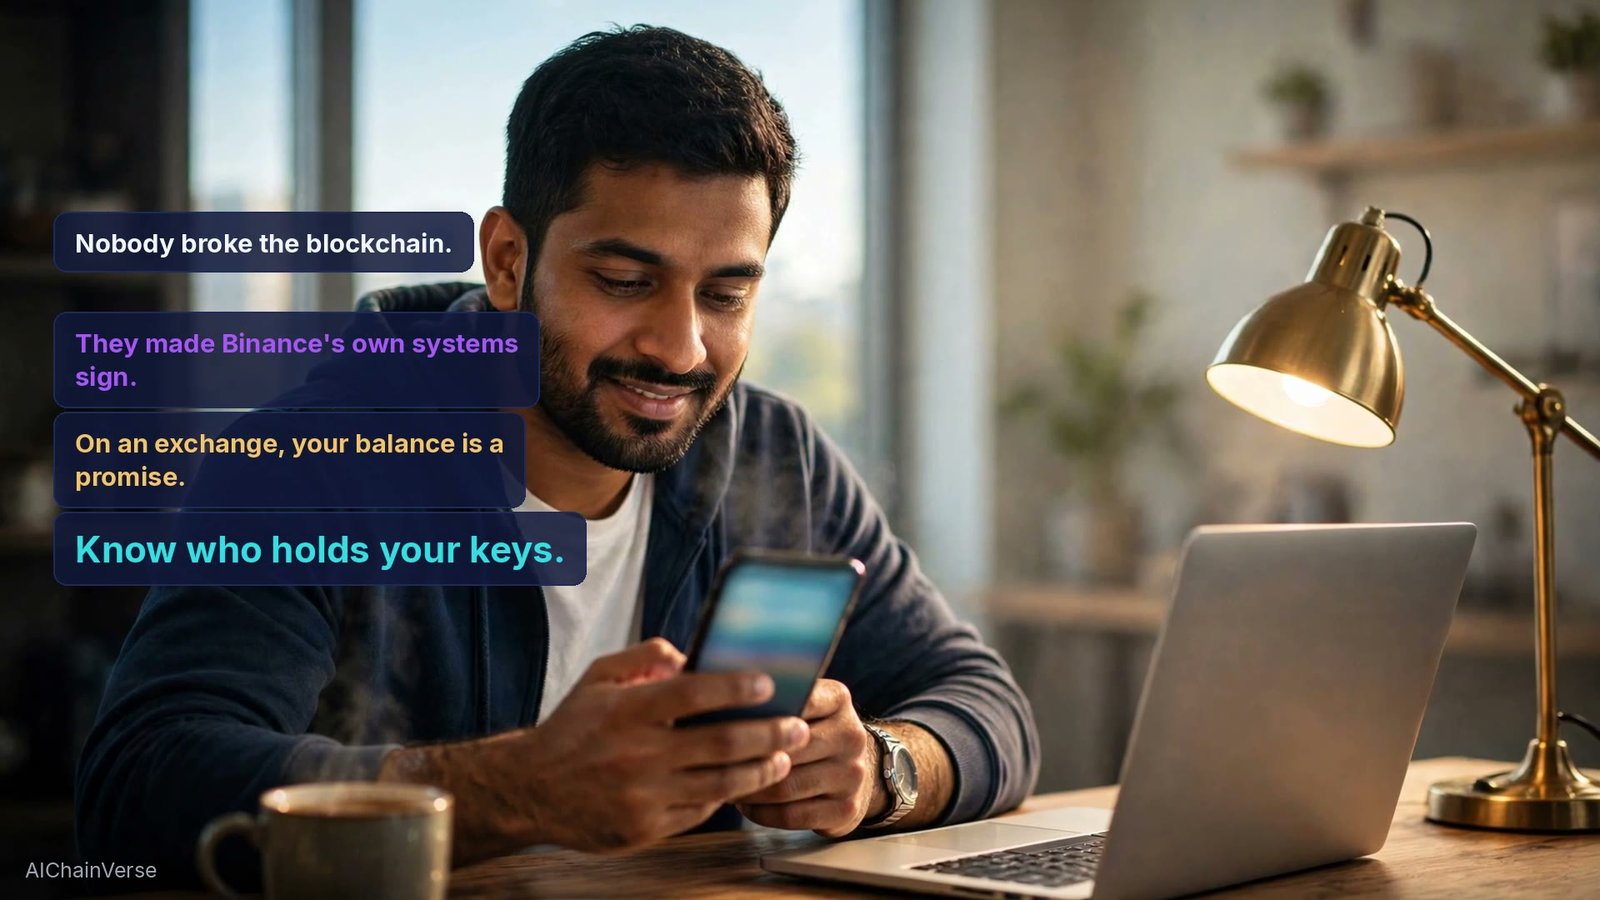 Nobody broke the blockchain.
They made Binance's own systems
sign.
On an exchange, your balance is a
promise.
Know who holds your keys.
AIChainVerse